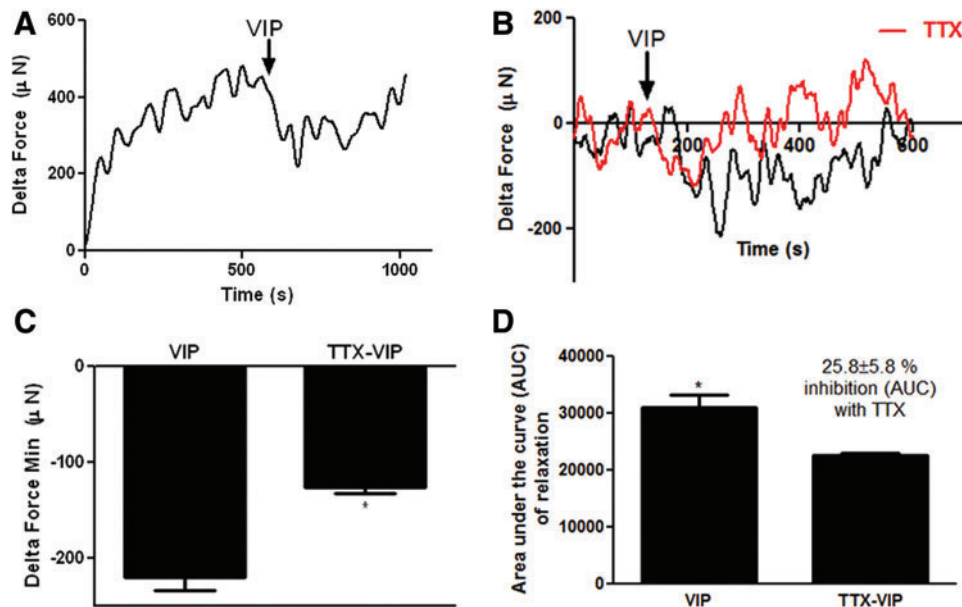 A
600
400
200
0
Delta Force (μ N)
VIP
0
500
1000
Time (s)
B
200
0
-200
Delta Force (μ N)
VIP
TTX
200
400
600
Time (s)
C
VIP
TTX-VIP
0
-100
-200
Delta Force Min (μ N)
*
D
40000
30000
20000
10000
0
Area under the curve (AUC)
of relaxation
*
25.8±5.8 %
inhibition (AUC)
with TTX
VIP
TTX-VIP